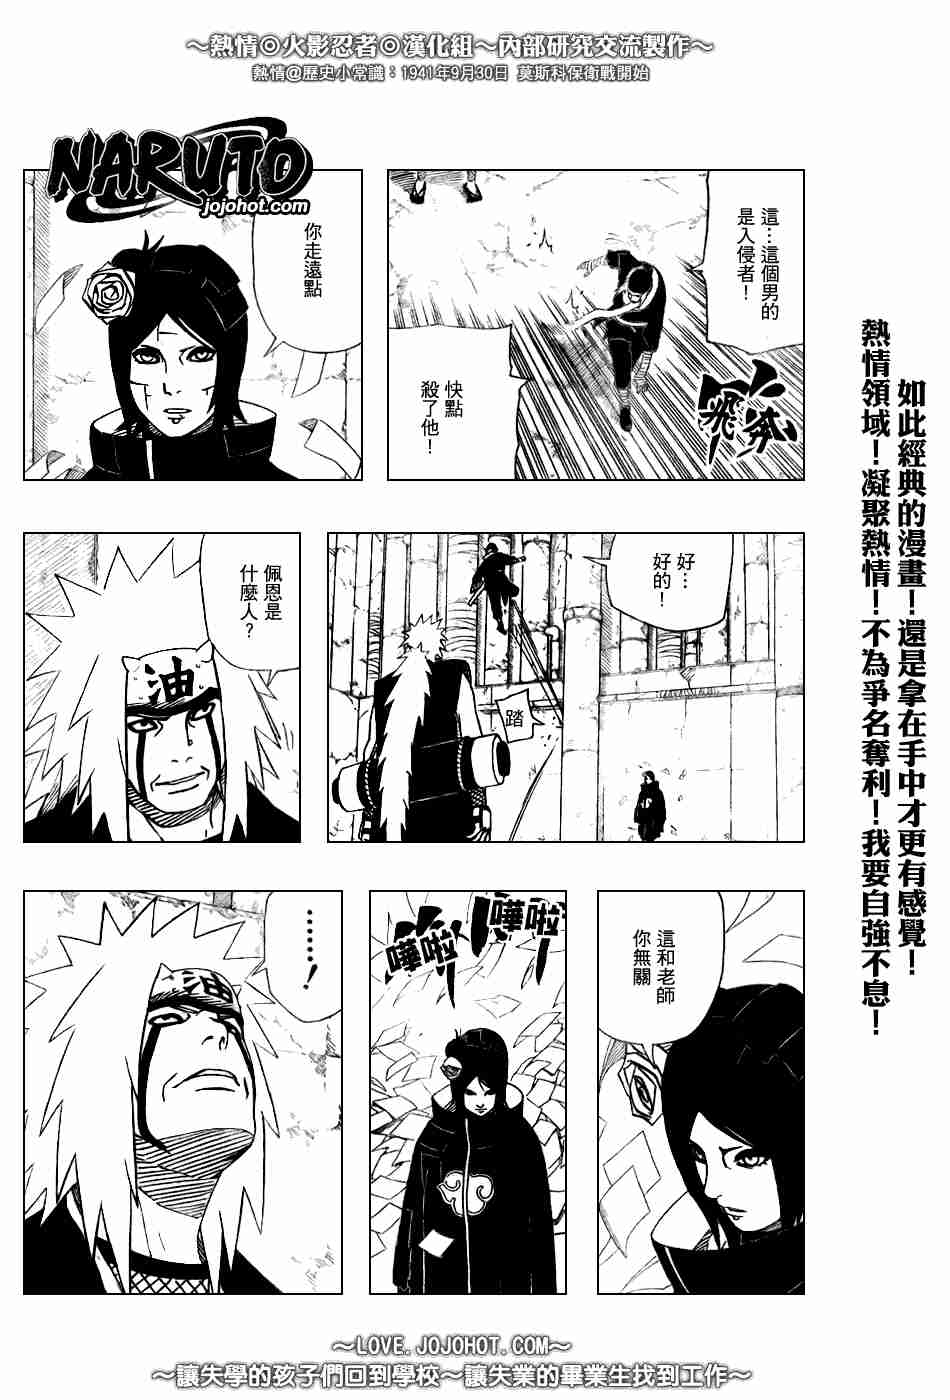 ～熱情◎火影忍者◎漢化組～內部研究交流製作～
熱情@歷史小常識：1941年9月30日 莫斯科保衛戰開始
NARUTO
jojohot.com
這…這個男的
是入侵者！
飛奔
快點
殺了他！
你走遠點
好…
好的！
踏
佩恩是
什麼人？
油
這和老師
你無關
嘩啦
嘩啦
……！
油
如此經典的漫畫！還是拿在手中才更有感覺！
熱情領域！凝聚熱情！不為爭名奪利！我要自強不息！
～LOVE.JOJOHOT.COM～
～讓失學的孩子們回到學校～讓失業的畢業生找到工作～